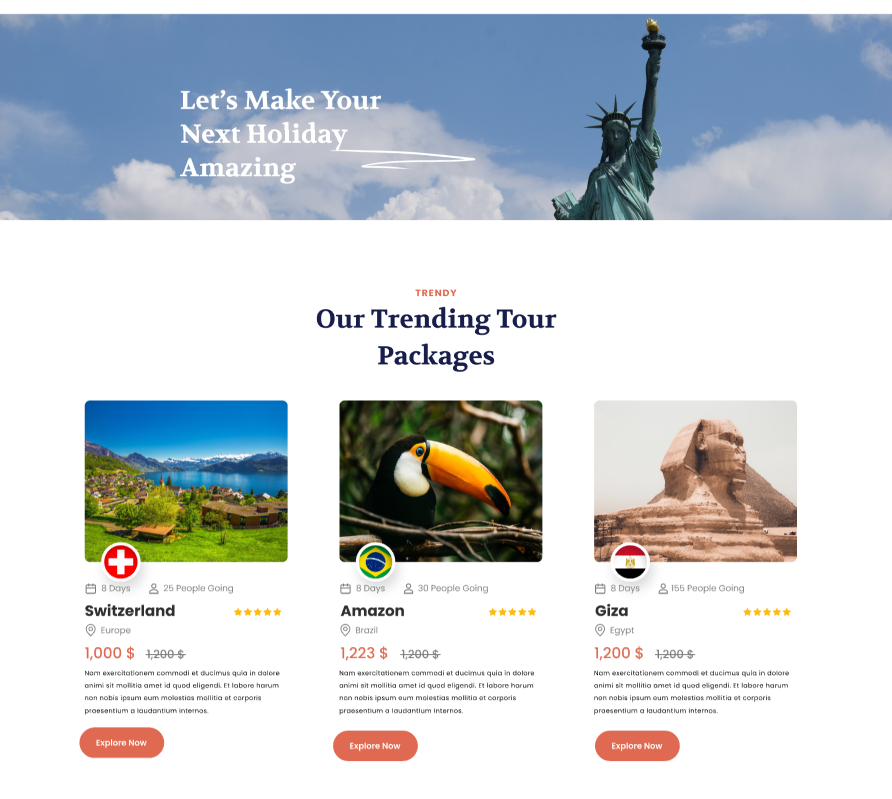 Let's Make Your
Next Holiday
Amazing
TRENDY
Our Trending Tour
Packages
8 Days 25 People Going
Switzerland
Europe
1,000 $ 1,200 $
Nam exercitationem commodi et ducimus quia in dolore
animi sit mollitia amet id quod eligendi. Et labore harum
non nobis ipsum eum molestias mollitia et corporis
praesentium a laudantium internos.
Explore Now
8 Days 30 People Going
Amazon
Brazil
1,223 $ 1,200 $
Nam exercitationem commodi et ducimus quia in dolore
animi sit mollitia amet id quod eligendi. Et labore harum
non nobis ipsum eum molestias mollitia et corporis
praesentium a laudantium internos.
Explore Now
8 Days 155 People Going
Giza
Egypt
1,200 $ 1,200 $
Nam exercitationem commodi et ducimus quia in dolore
animi sit mollitia amet id quod eligendi. Et labore harum
non nobis ipsum eum molestias mollitia et corporis
praesentium a laudantium internos.
Explore Now